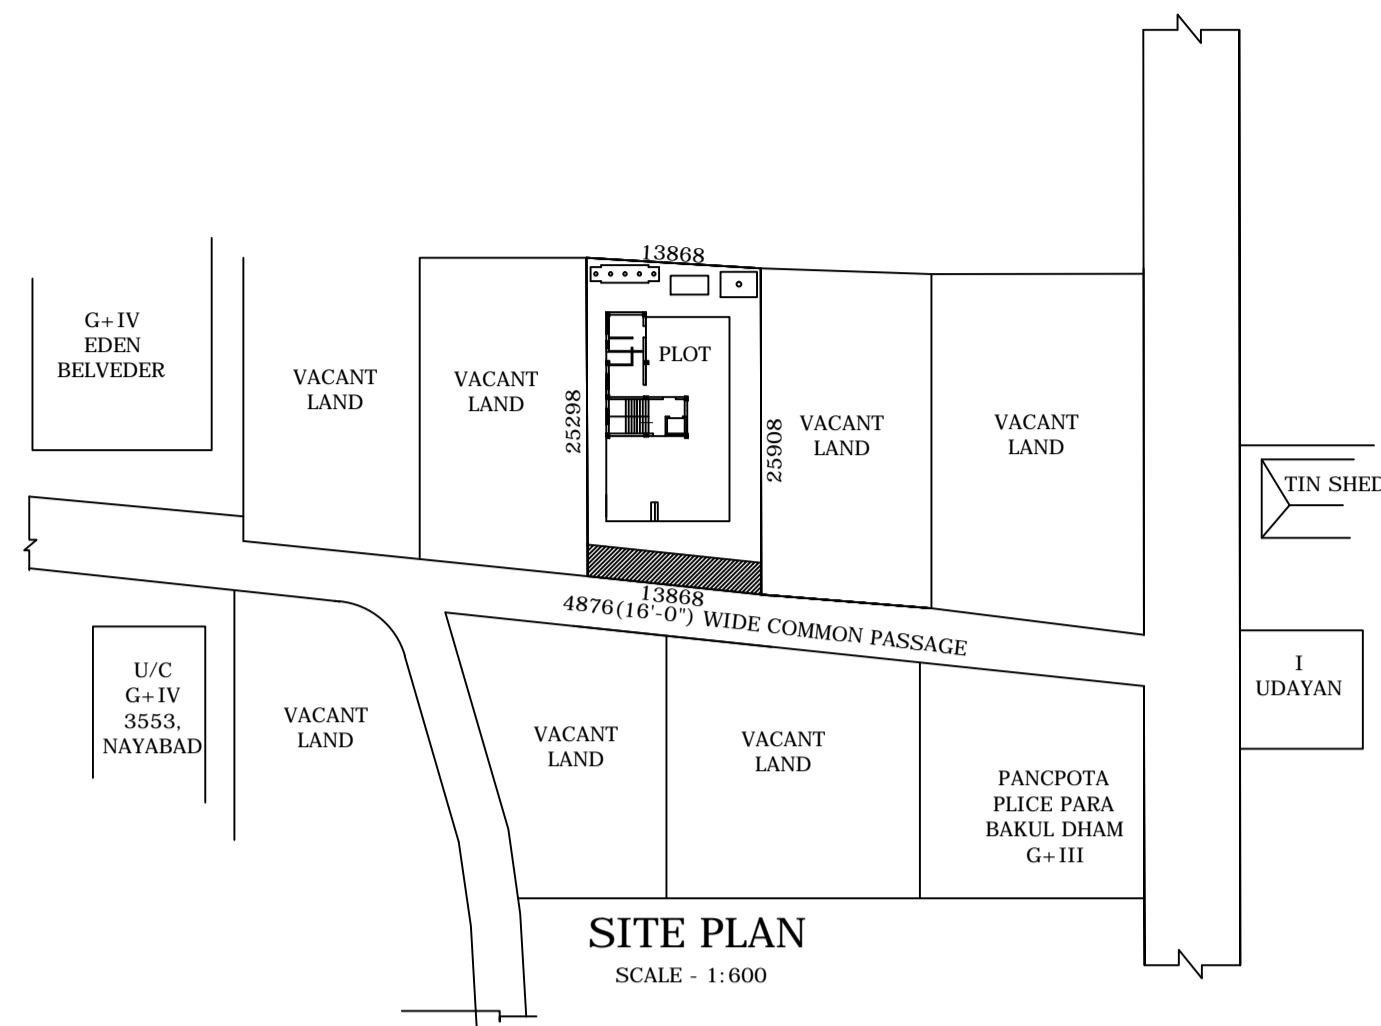 13868
G+IV
EDEN
BELVEDER
VACANT
LAND
VACANT
LAND
25298
PLOT
25908
VACANT
LAND
VACANT
LAND
TIN SHED
13868
4876(16'-0") WIDE COMMON PASSAGE
U/C
G+IV
3553,
NAYABAD
VACANT
LAND
VACANT
LAND
VACANT
LAND
PANCPOTA
PLICE PARA
BAKUL DHAM
G+III
I
UDAYAN
SITE PLAN
SCALE - 1:600